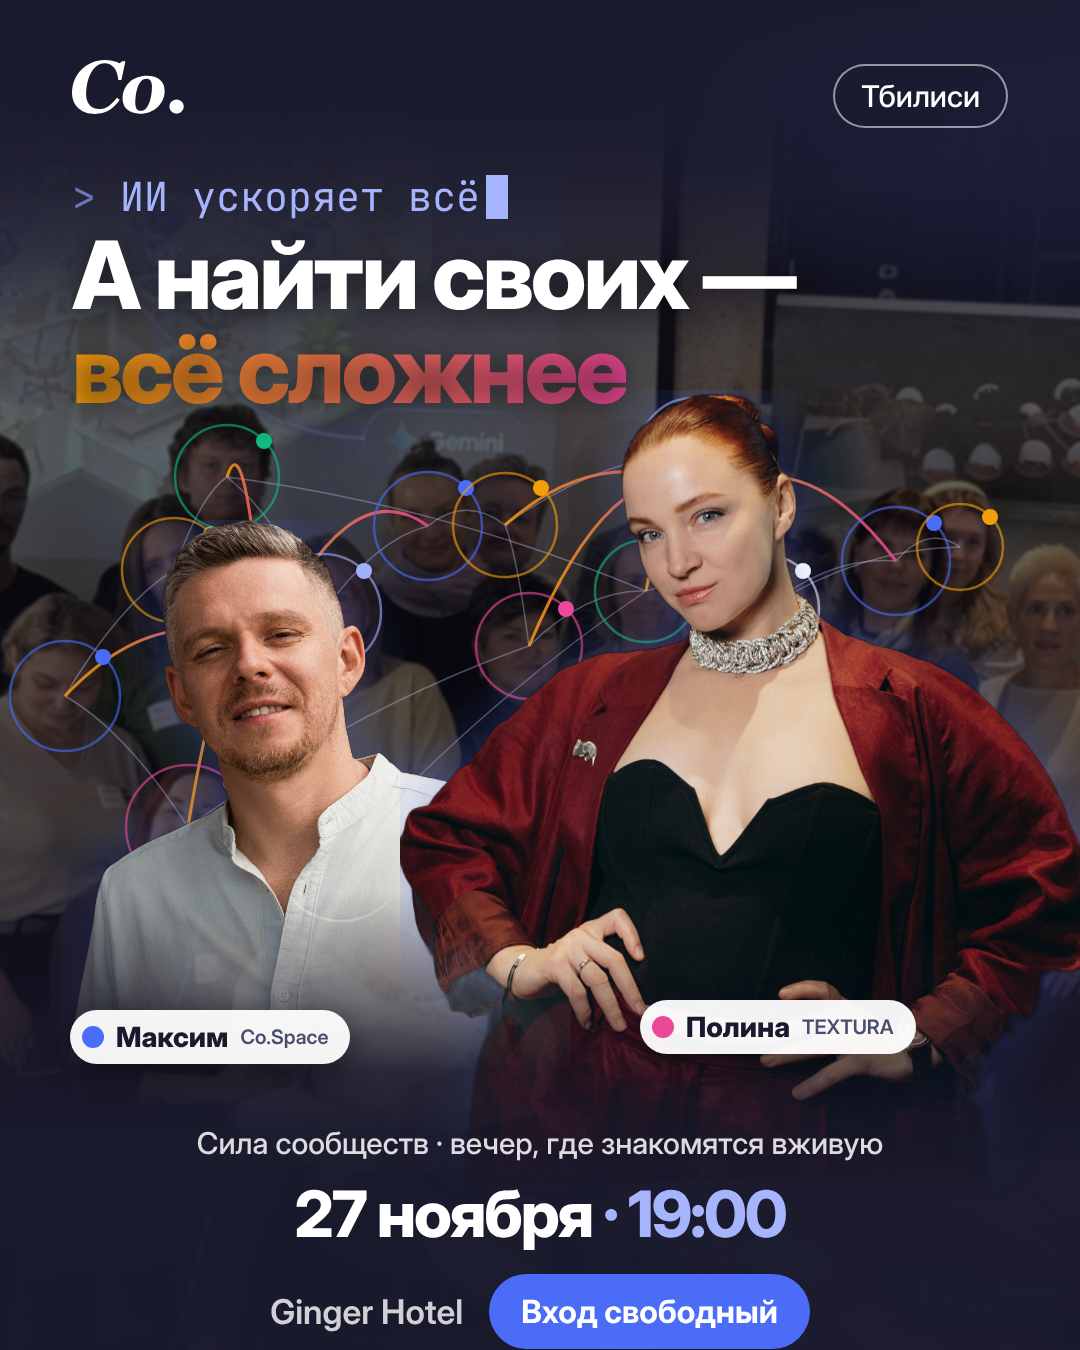 Co.
Тбилиси
> ИИ ускоряет всё
А найти своих —
всё сложнее
Gemini
Максим Co.Space
Полина TEXTURA
Сила сообществ · вечер, где знакомятся вживую
27 ноября · 19:00
Ginger Hotel
Вход свободный